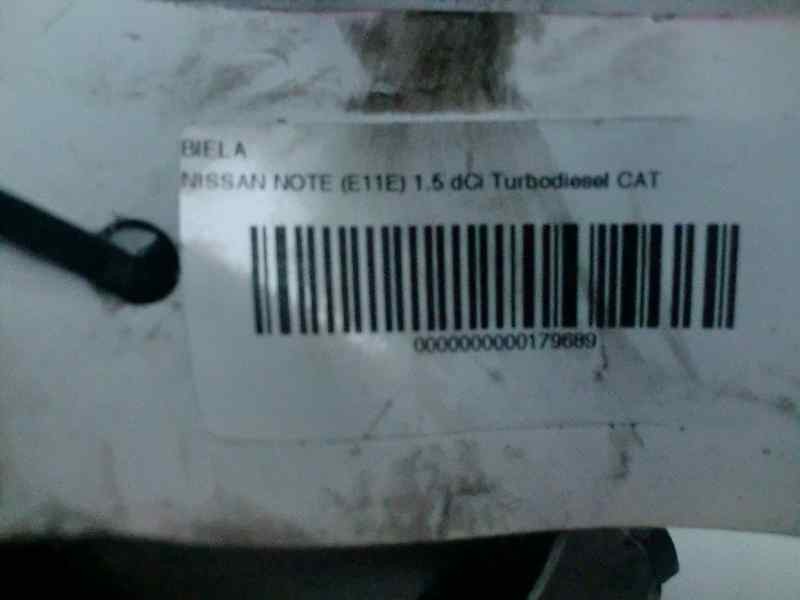 BIELA
NISSAN NOTE (E11E) 1.5 dCi Turbodiesel CAT
0000000000179689